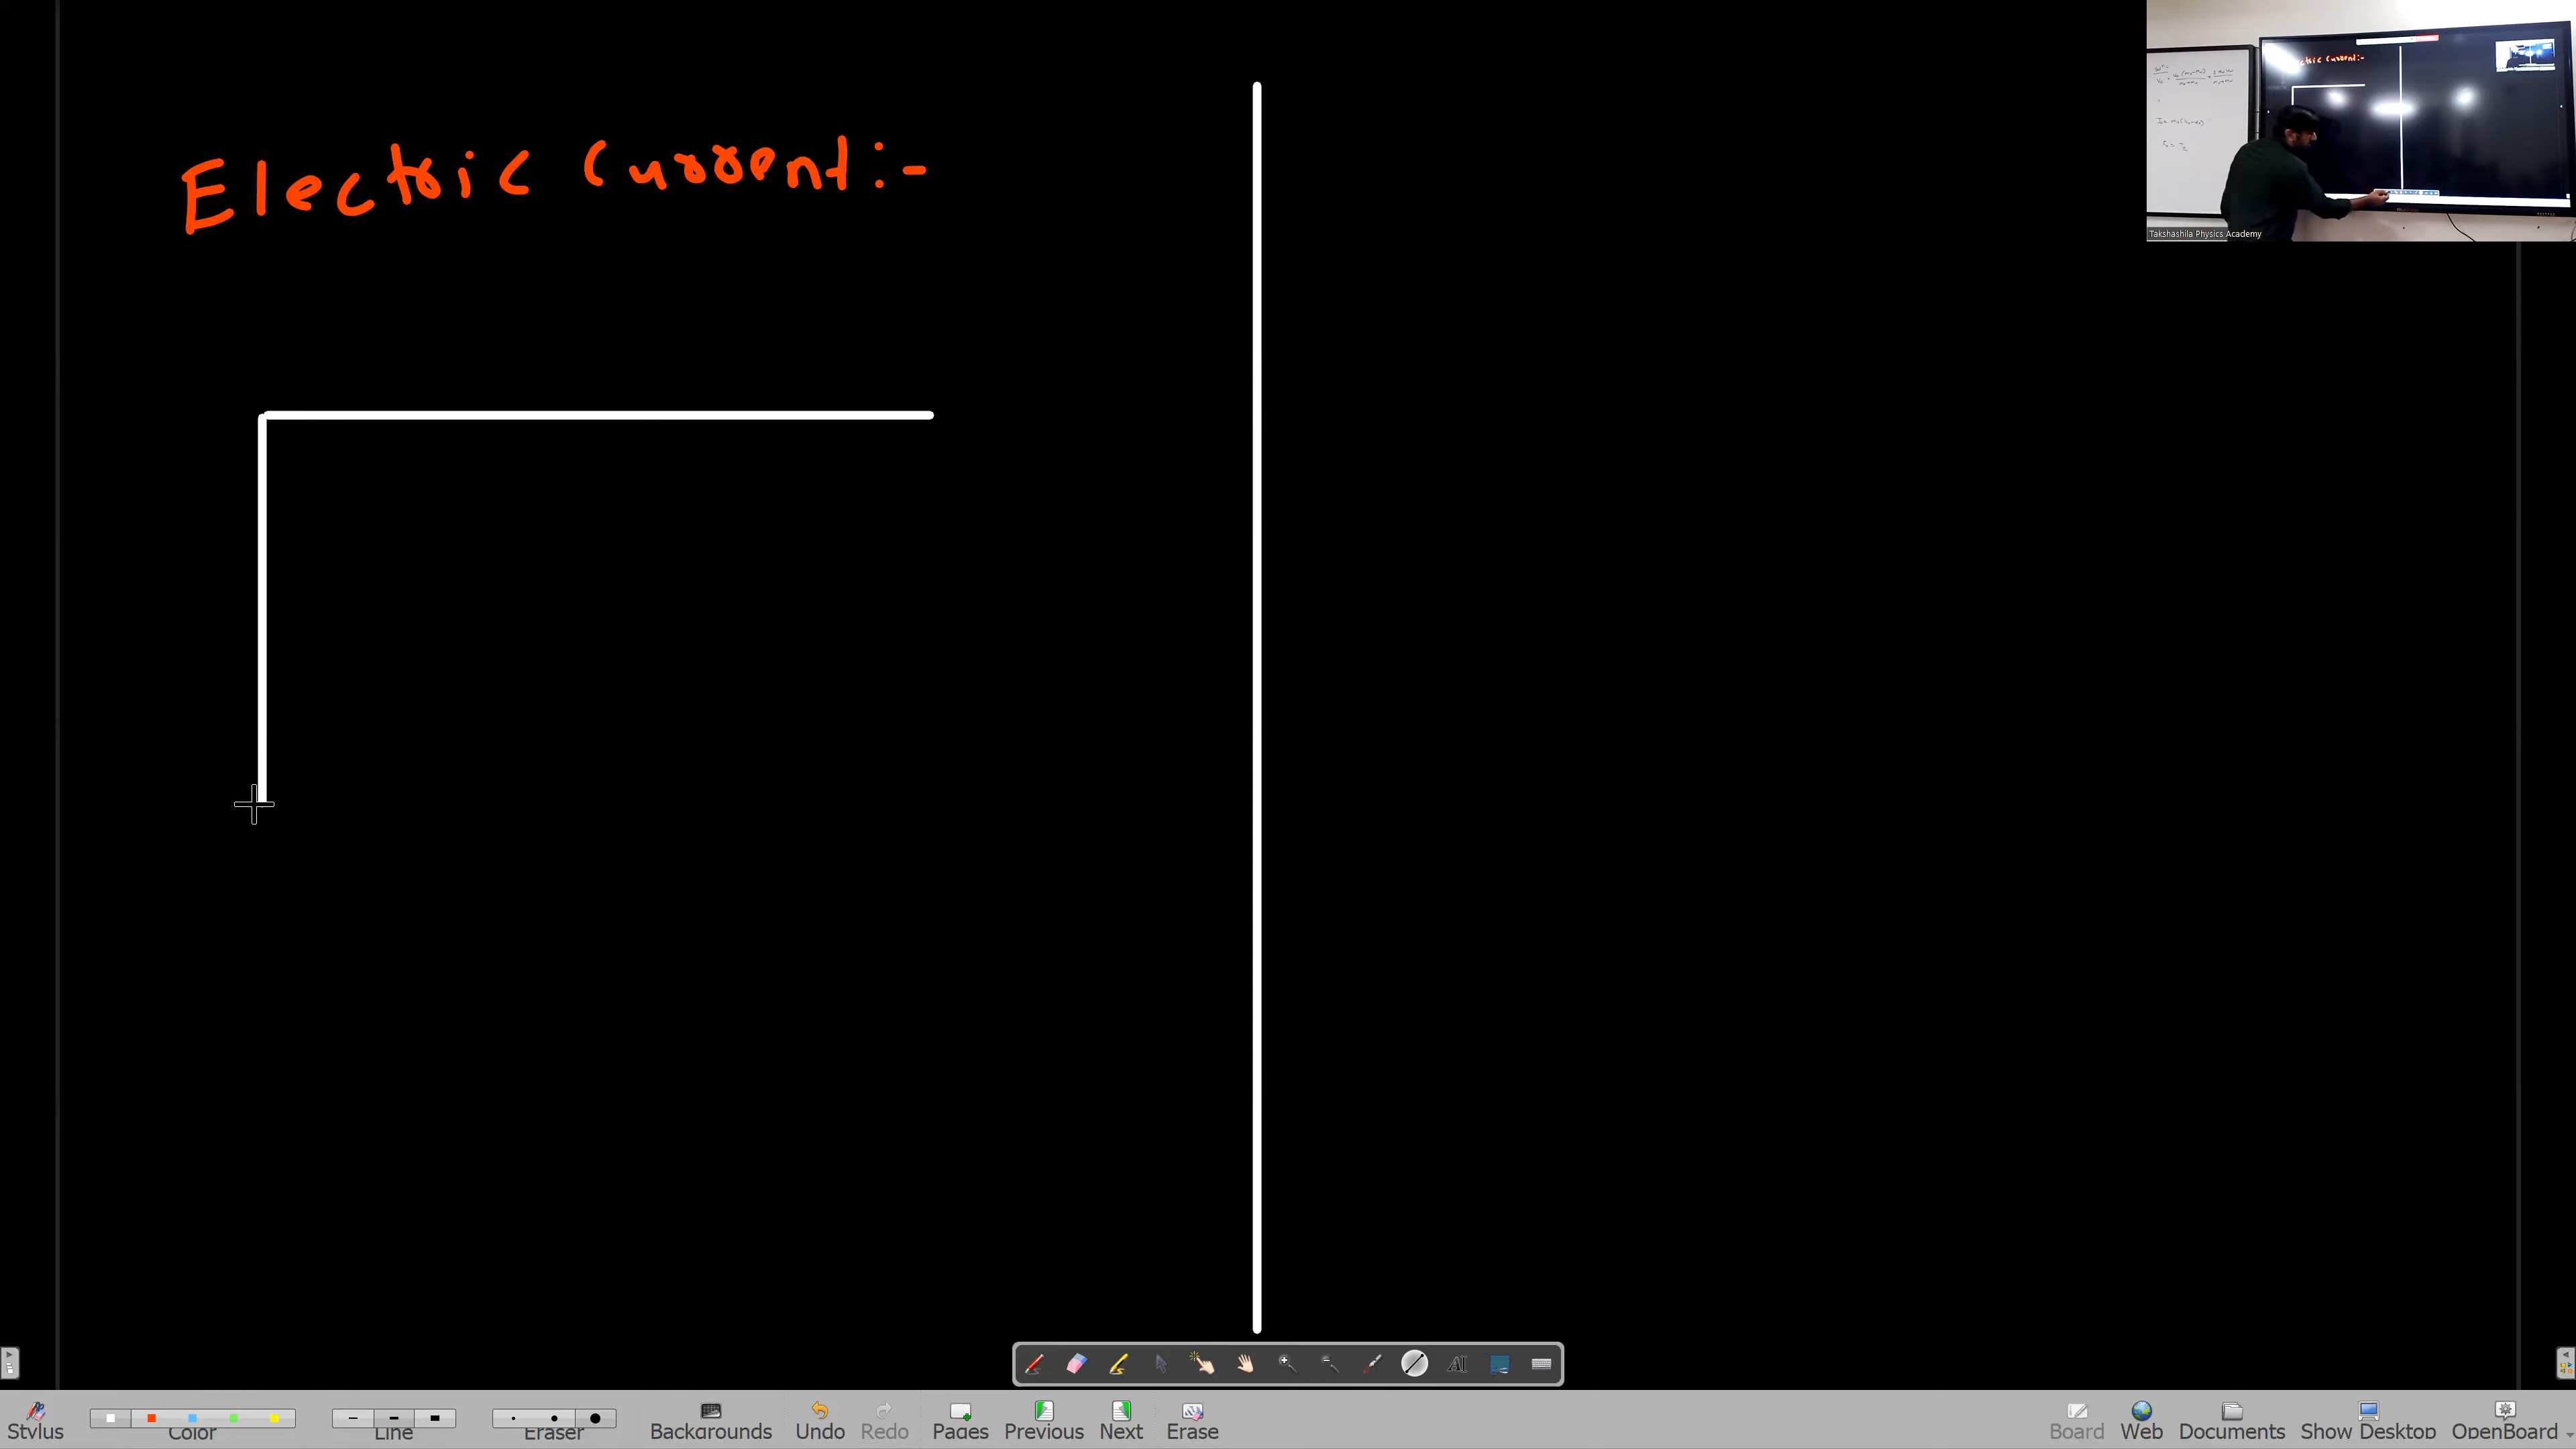 Electric Current:-
Takshashila Physics Academy
Stylus
Color
Line
Eraser
Backgrounds
Undo
Redo
Pages
Previous
Next
Erase
Board
Web
Documents
Show Desktop
OpenBoard